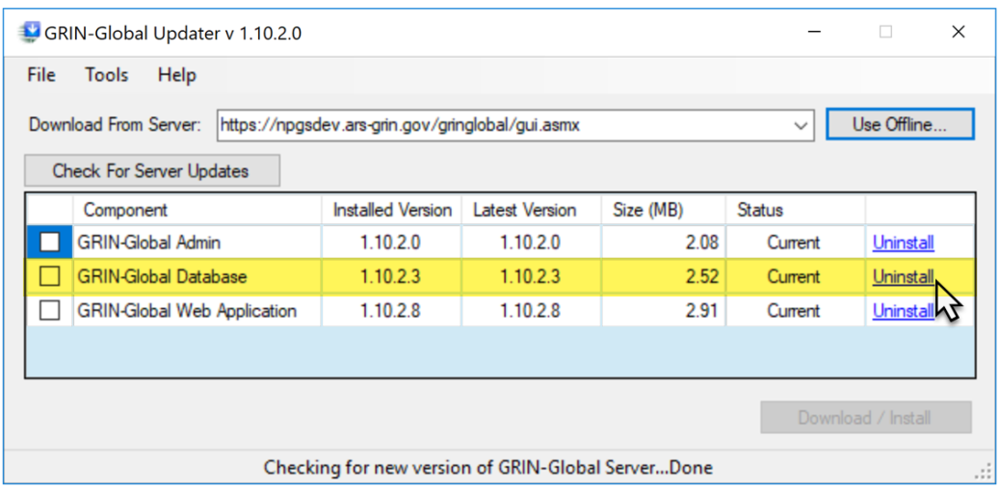 GRIN-Global Updater v 1.10.2.0
File Tools Help
Download From Server: https://npgsdev.ars-grin.gov/gringlobal/gui.asmx Use Offline...
Check For Server Updates
Component Installed Version Latest Version Size (MB) Status
GRIN-Global Admin 1.10.2.0 1.10.2.0 2.08 Current Uninstall
GRIN-Global Database 1.10.2.3 1.10.2.3 2.52 Current Uninstall
GRIN-Global Web Application 1.10.2.8 1.10.2.8 2.91 Current Uninstall
Download / Install
Checking for new version of GRIN-Global Server...Done